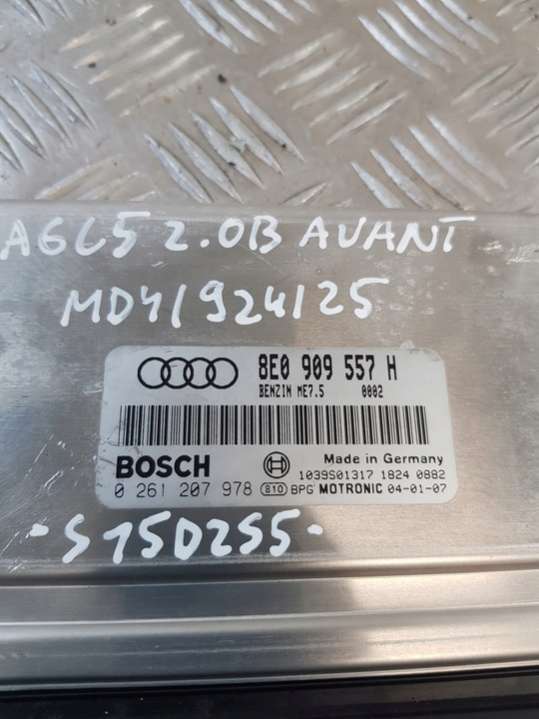 A6C5 2.0B AVANT
MD41924125
8E0 909 557 H
BENZIN ME7.5 0002
BOSCH
Made in Germany
1039S01317 1824 0882
0 261 207 978 810 BPG MOTRONIC 04-01-07
-S15D2S5-